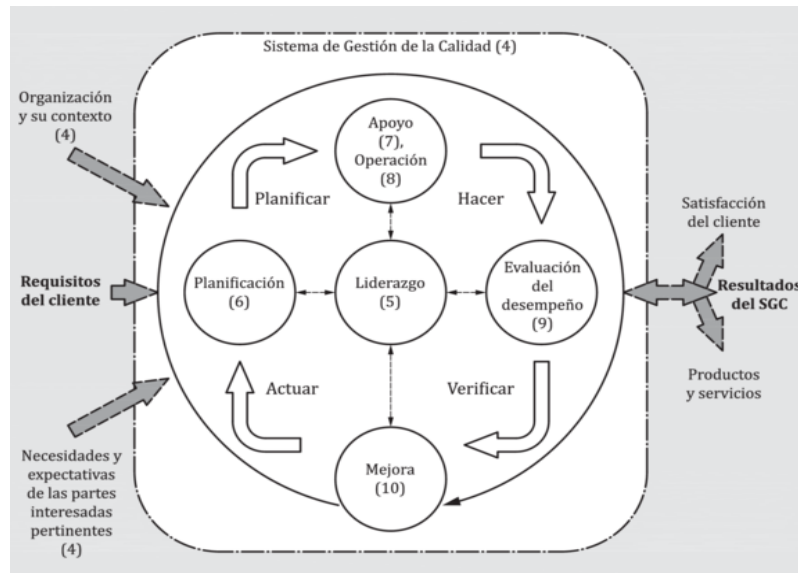 Sistema de Gestión de la Calidad (4)
Organización
y su contexto
(4)
Requisitos
del cliente
Necesidades y
expectativas
de las partes
interesadas
pertinentes
(4)
Apoyo
(7),
Operación
(8)
Planificar
Hacer
Planificación
(6)
Liderazgo
(5)
Evaluación
del
desempeño
(9)
Actuar
Verificar
Mejora
(10)
Satisfacción
del cliente
Resultados
del SGC
Productos
y servicios